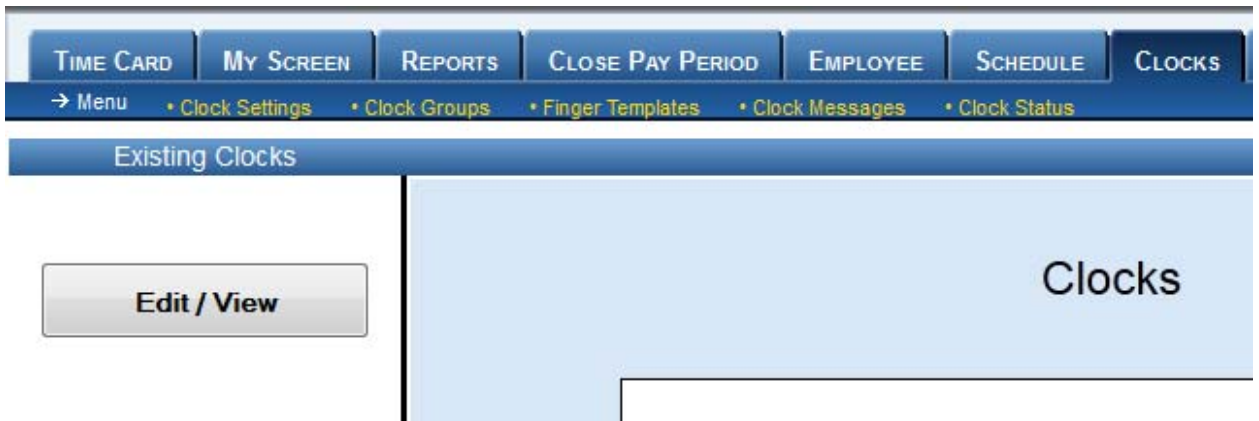 TIME CARD MY SCREEN REPORTS CLOSE PAY PERIOD EMPLOYEE SCHEDULE CLOCKS
→ Menu • Clock Settings • Clock Groups • Finger Templates • Clock Messages • Clock Status
Existing Clocks
Clocks
Edit / View